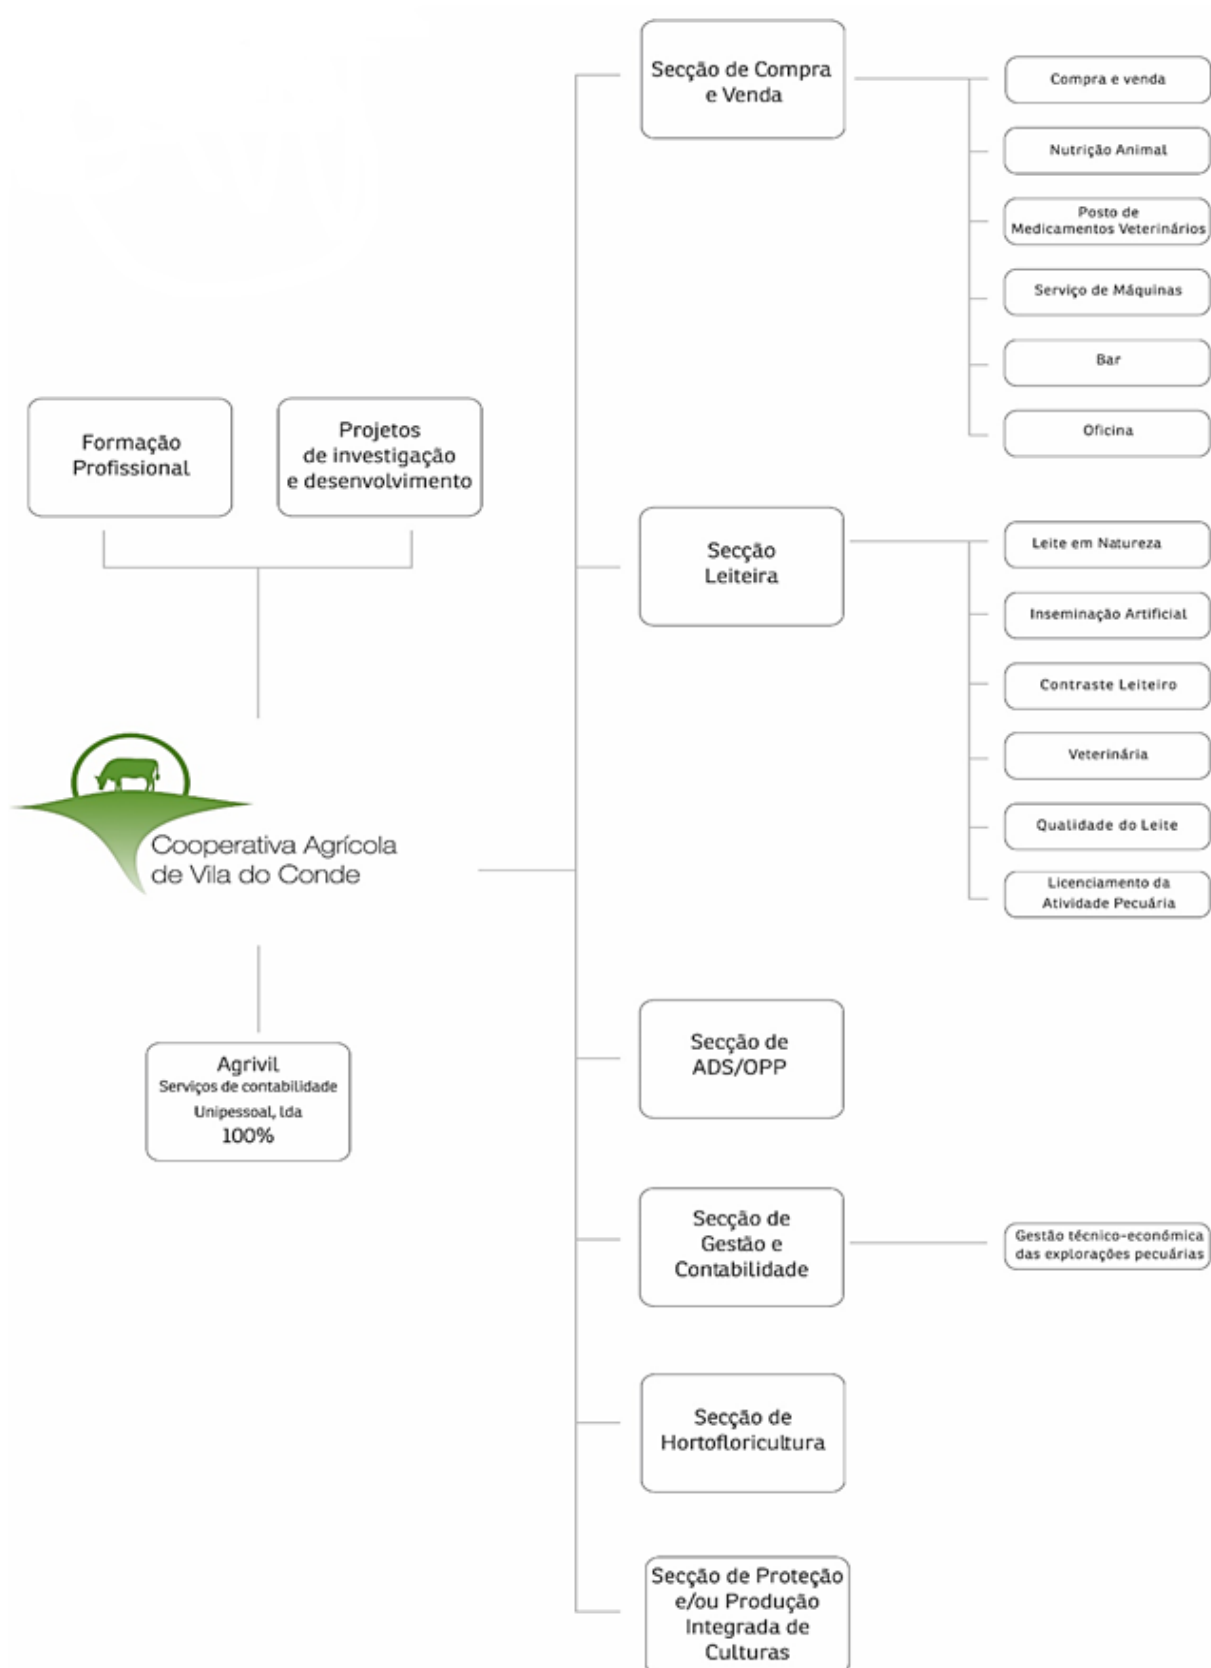 Secção de Compra
e Venda
Compra e venda
Nutrição Animal
Posto de
Medicamentos Veterinários
Serviço de Máquinas
Bar
Oficina
Formação
Profissional
Projetos
de investigação
e desenvolvimento
Secção
Leiteira
Leite em Natureza
Inseminação Artificial
Contraste Leiteiro
Veterinária
Qualidade do Leite
Licenciamento da
Atividade Pecuária
Cooperativa Agrícola
de Vila do Conde
Agrivil
Serviços de contabilidade
Unipessoal, lda
100%
Secção de
ADS/OPP
Secção de
Gestão e
Contabilidade
Gestão técnico-económica
das explorações pecuárias
Secção de
Hortofloricultura
Secção de Proteção
e/ou Produção
Integrada de
Culturas